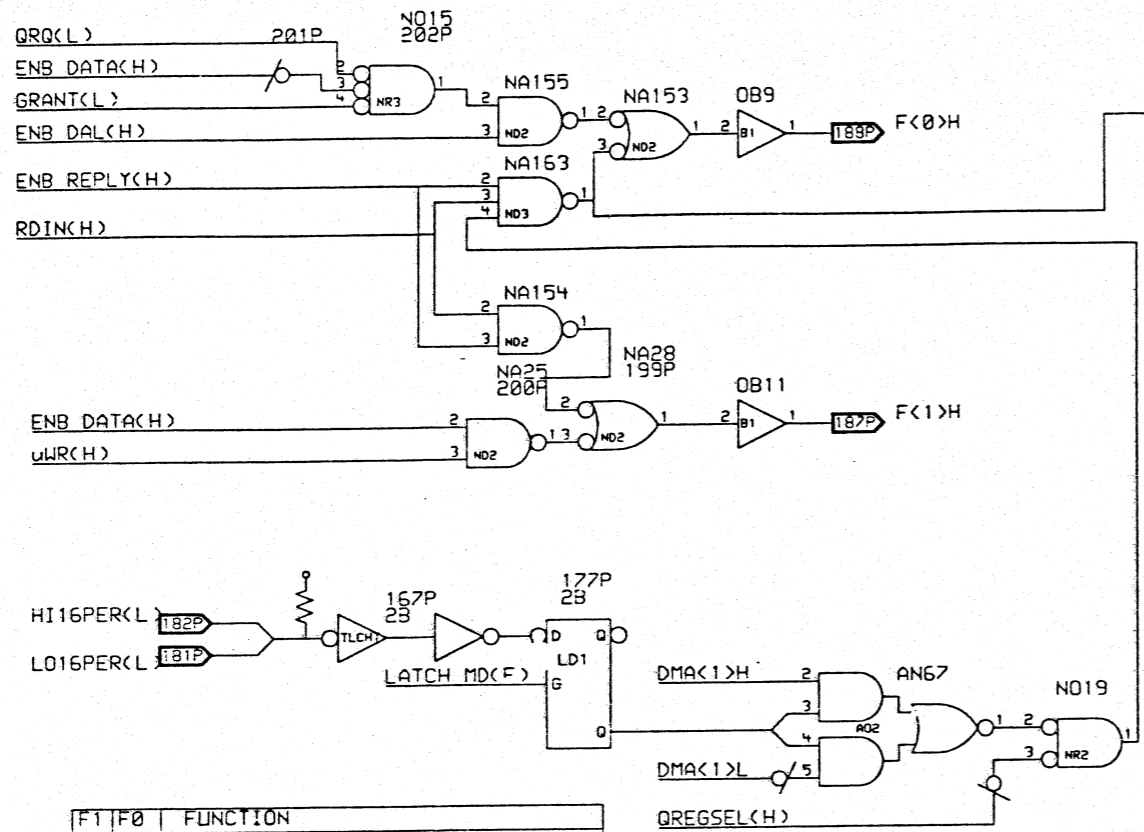 NO15
202P
QRQ(L)
201P
ENB DATA(H)
2
3
4
NR3
1
GRANT(L)
ENB DAL(H)
NA155
2
3
ND2
1
NA153
2
3
ND2
1
OB9
2
B1
1
188P
F<0>H
ENB REPLY(H)
NA163
2
3
4
ND3
1
RDIN(H)
NA154
2
3
ND2
1
NA25
200P
NA28
199P
ENB DATA(H)
uWR(H)
2
3
ND2
1
2
3
ND2
1
OB11
2
B1
1
187P
F<1>H
HI16PER(L
182P
LO16PER(L
181P
TLCHT
167P
2B
177P
2B
D
Q
LD1
G
Q
LATCH MD(F)
DMA(1)H
2
3
AO2
4
5
DMA(1)L
AN67
1
NO19
2
3
NR2
1
QREGSEL(H)
F1 F0 FUNCTION